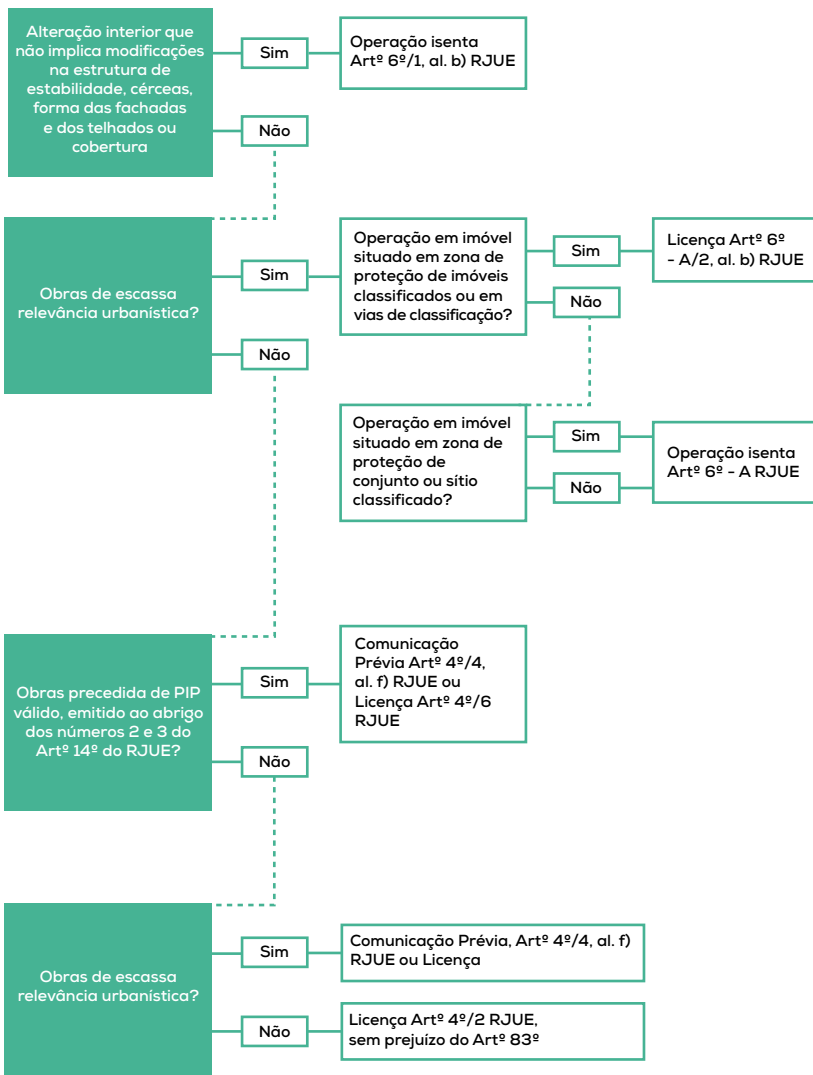 Alteração interior que
não implica modificações
na estrutura de
estabilidade, cérceas,
forma das fachadas
e dos telhados ou
cobertura
Sim
Operação isenta
Artº 6º/1, al. b) RJUE
Não
Obras de escassa
relevância urbanística?
Sim
Operação em imóvel
situado em zona de
proteção de imóveis
classificados ou em
vias de classificação?
Sim
Licença Artº 6º
- A/2, al. b) RJUE
Não
Não
Operação em imóvel
situado em zona de
proteção de
conjunto ou sítio
classificado?
Sim
Não
Operação isenta
Artº 6º - A RJUE
Obras precedida de PIP
válido, emitido ao abrigo
dos números 2 e 3 do
Artº 14º do RJUE?
Sim
Comunicação
Prévia Artº 4º/4,
al. f) RJUE ou
Licença Artº 4º/6
RJUE
Não
Obras de escassa
relevância urbanística?
Sim
Comunicação Prévia, Artº 4º/4, al. f)
RJUE ou Licença
Não
Licença Artº 4º/2 RJUE,
sem prejuízo do Artº 83º